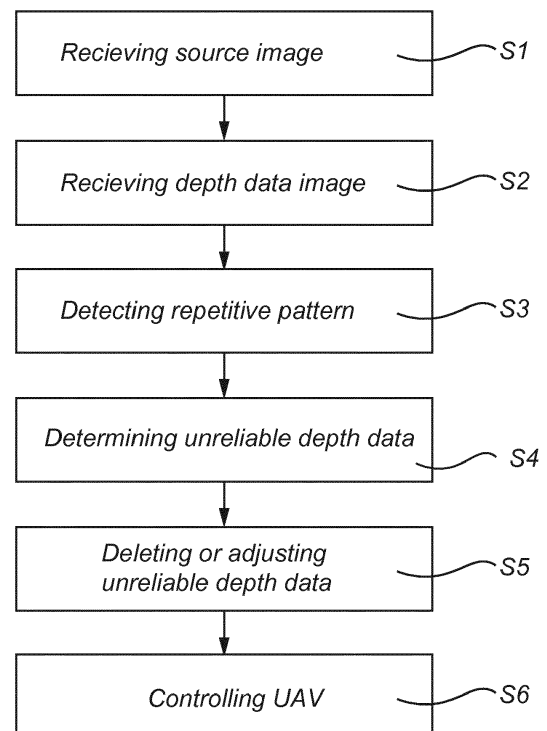 Recieving source image
S1
Recieving depth data image
S2
Detecting repetitive pattern
S3
Determining unreliable depth data
S4
Deleting or adjusting
unreliable depth data
S5
Controlling UAV
S6